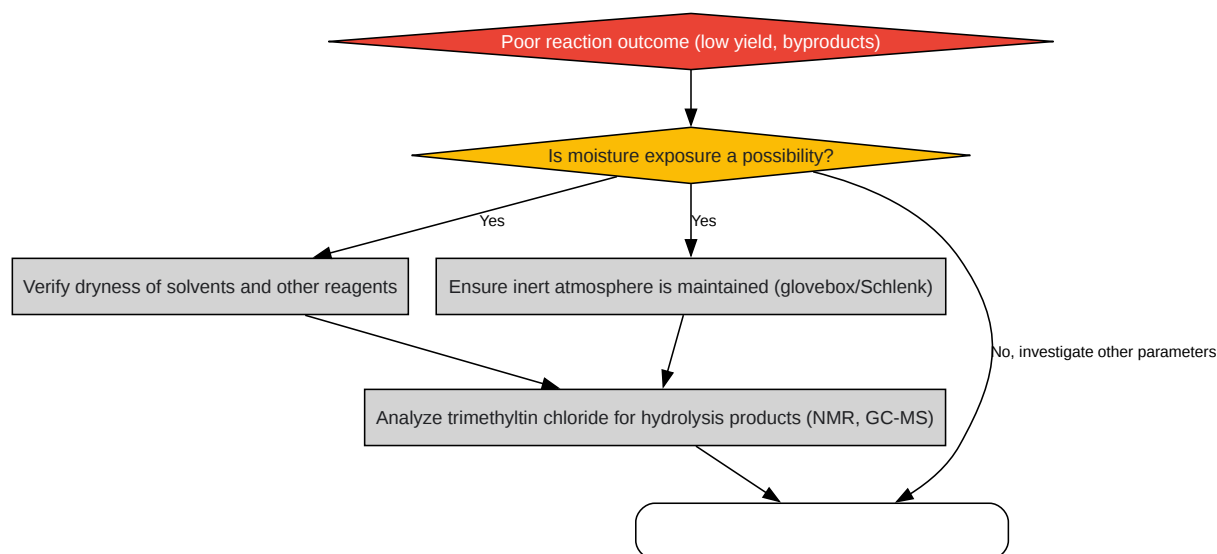 Poor reaction outcome (low yield, byproducts)
Is moisture exposure a possibility?
Yes
Yes
Verify dryness of solvents and other reagents
Ensure inert atmosphere is maintained (glovebox/Schlenk)
No, investigate other parameters
Analyze trimethyltin chloride for hydrolysis products (NMR, GC-MS)